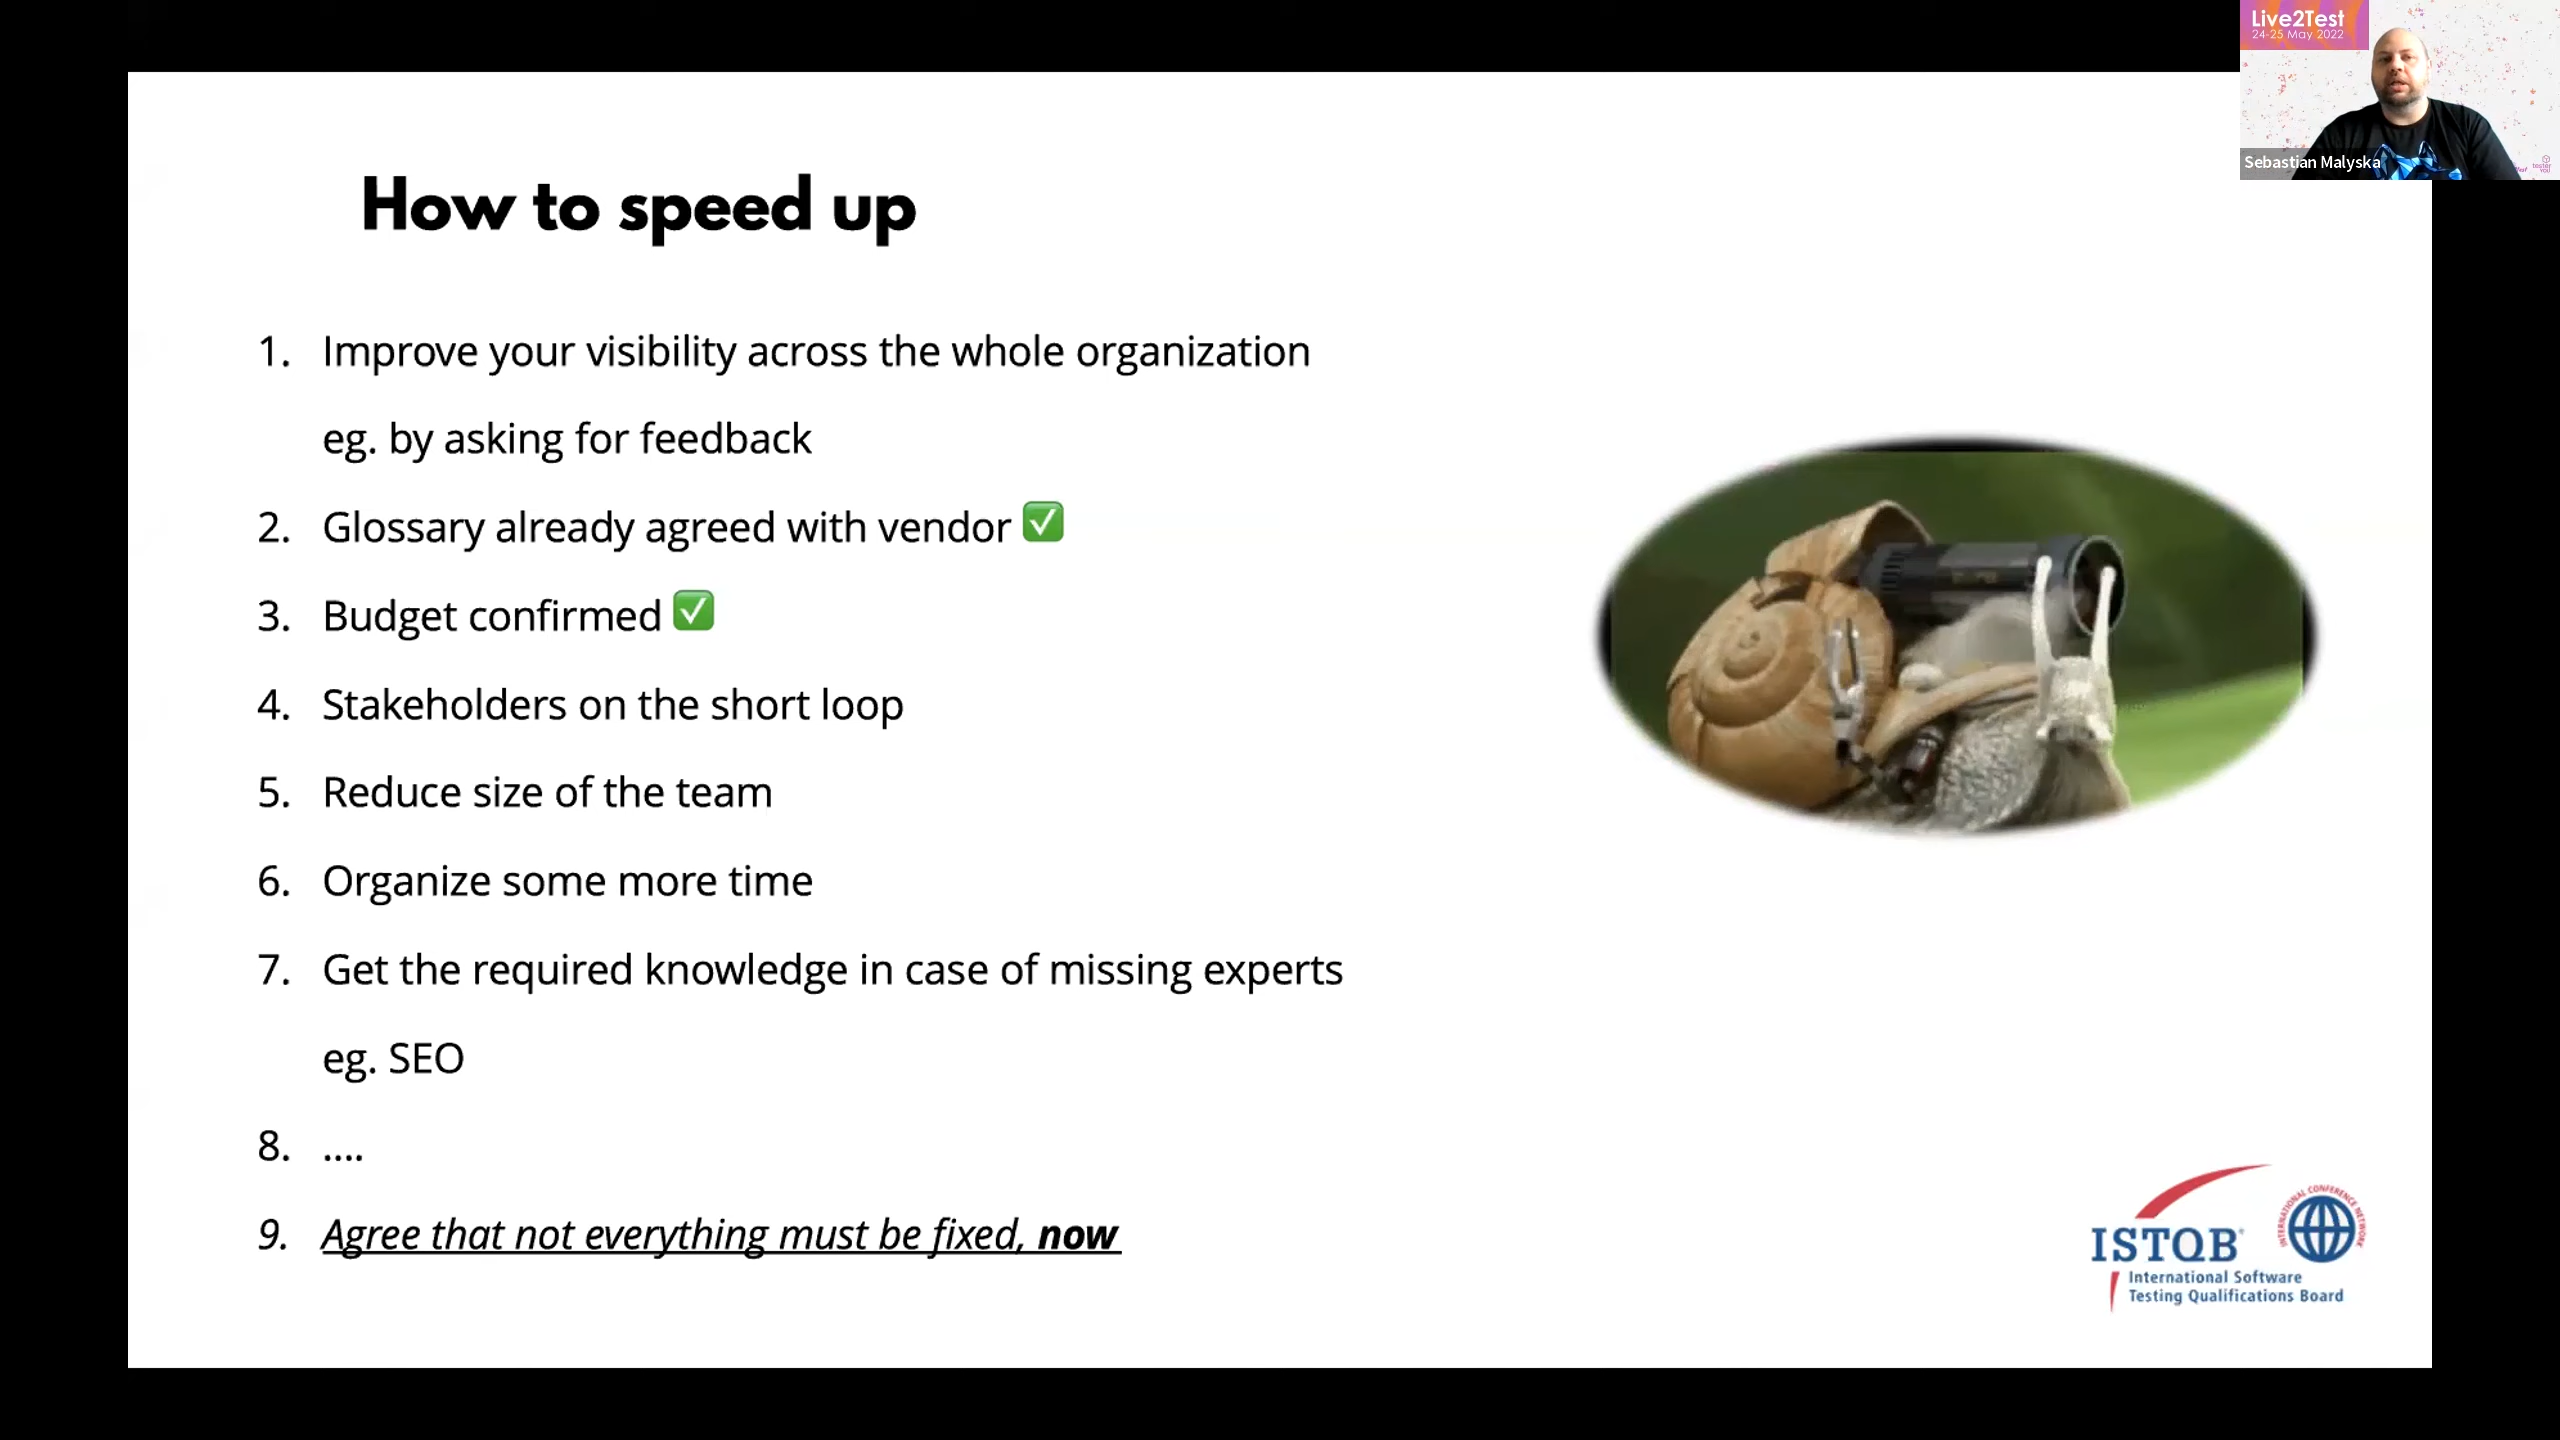 Live2Test
24-25 May 2022
Sebastian Malyska
How to speed up
1. Improve your visibility across the whole organization
eg. by asking for feedback
2. Glossary already agreed with vendor ✅
3. Budget confirmed ✅
4. Stakeholders on the short loop
5. Reduce size of the team
6. Organize some more time
7. Get the required knowledge in case of missing experts
eg. SEO
8. ....
9. Agree that not everything must be fixed, now
ISTQB®
International Software
Testing Qualifications Board
INTERNATIONAL CONFERENCE NETWORK